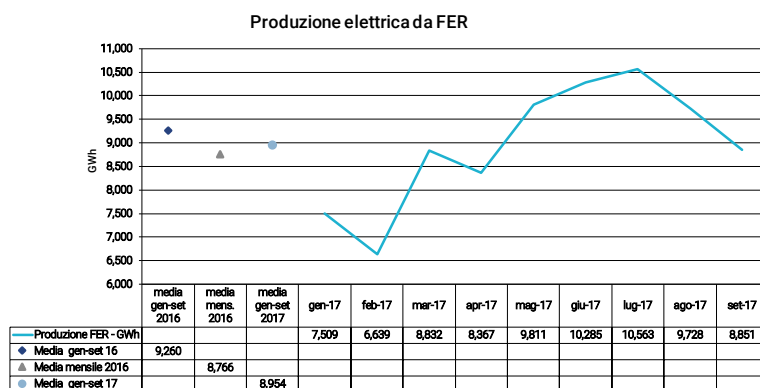 Produzione elettrica da FER
GWh
11,000
10,500
10,000
9,500
9,000
8,500
8,000
7,500
7,000
6,500
6,000
media gen-set 2016
media mens. 2016
media gen-set 2017
gen-17
feb-17
mar-17
apr-17
mag-17
giu-17
lug-17
ago-17
set-17
Produzione FER - GWh 7,509 6,639 8,832 8,367 9,811 10,285 10,563 9,728 8,851
Media gen-set 16 9,260
Media mensile 2016 8,766
Media gen-set 17 8.954